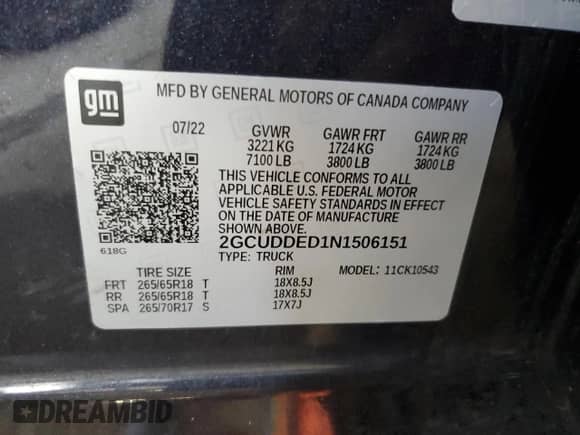 gm
MFD BY GENERAL MOTORS OF CANADA COMPANY
07/22 GVWR GAWR FRT GAWR RR
3221 KG 1724 KG 1724 KG
7100 LB 3800 LB 3800 LB
THIS VEHICLE CONFORMS TO ALL
APPLICABLE U.S. FEDERAL MOTOR
VEHICLE SAFETY STANDARDS IN EFFECT
ON THE DATE OF MANUFACTURE
SHOWN ABOVE.
2GCUDDED1N1506151
618G
TYPE: TRUCK
TIRE SIZE RIM MODEL: 11CK10543
FRT 265/65R18 T 18X8.5J
RR 265/65R18 T 18X8.5J
SPA 265/70R17 S 17X7J
DREAMBID